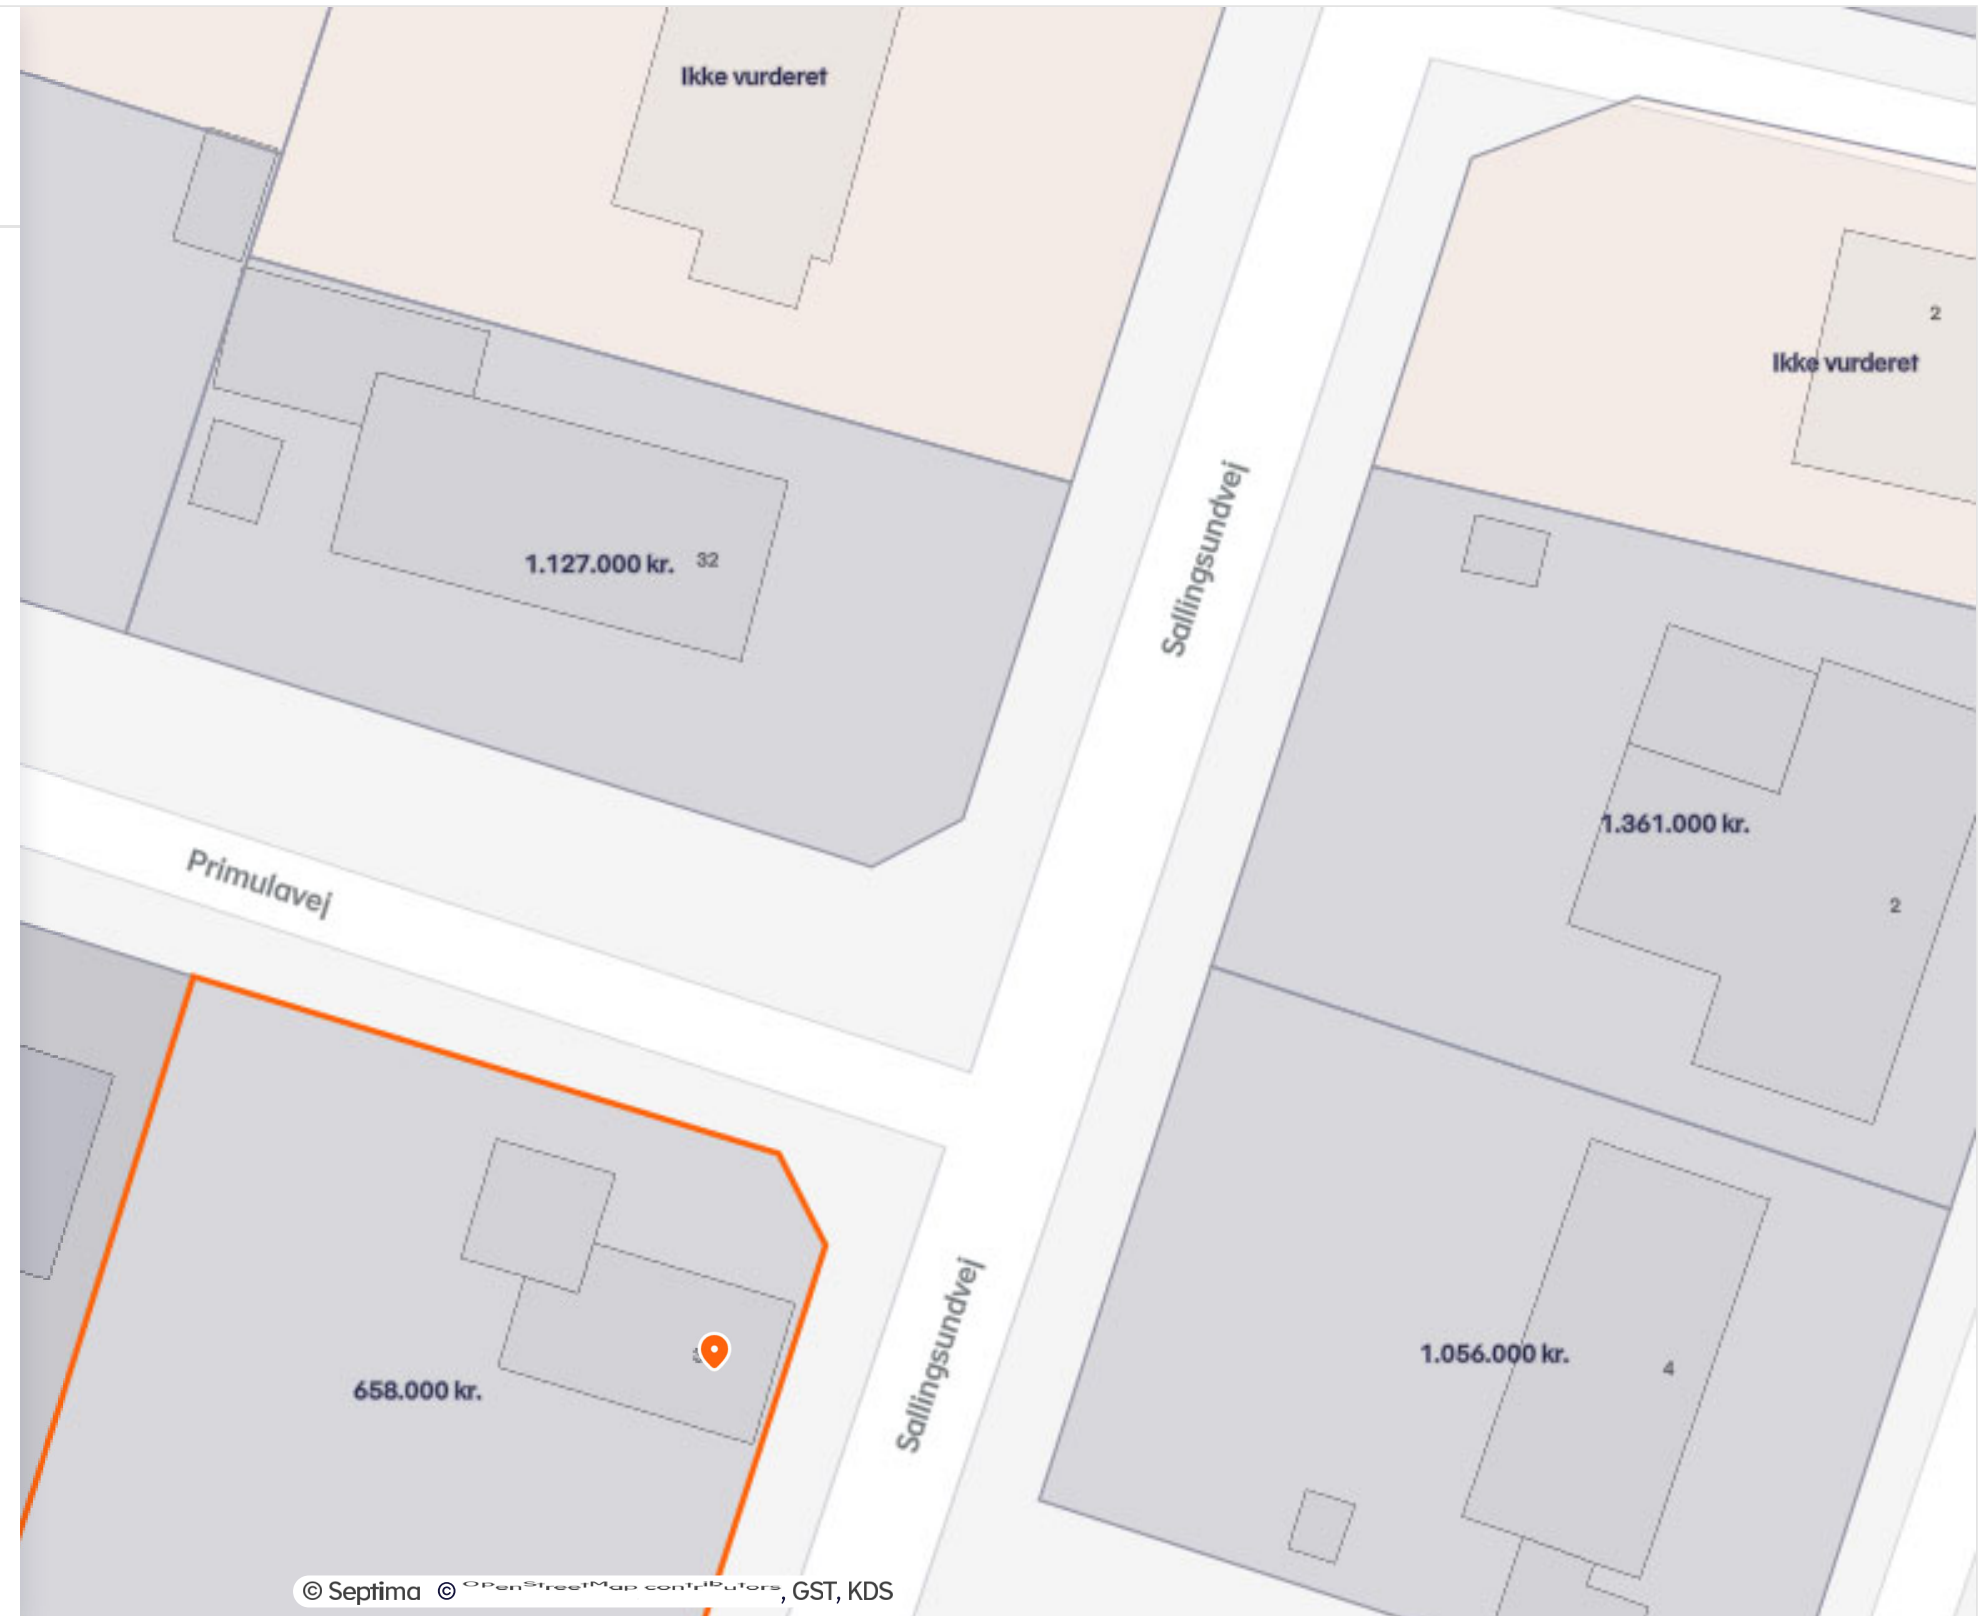 Ikke vurderet
2
Ikke vurderet
Sallingsundvej
1.127.000 kr.
32
1.361.000 kr.
Primulavej
2
Sallingsundvej
1.056.000 kr.
4
658.000 kr.
© Septima © OpenStreetMap contributors, GST, KDS